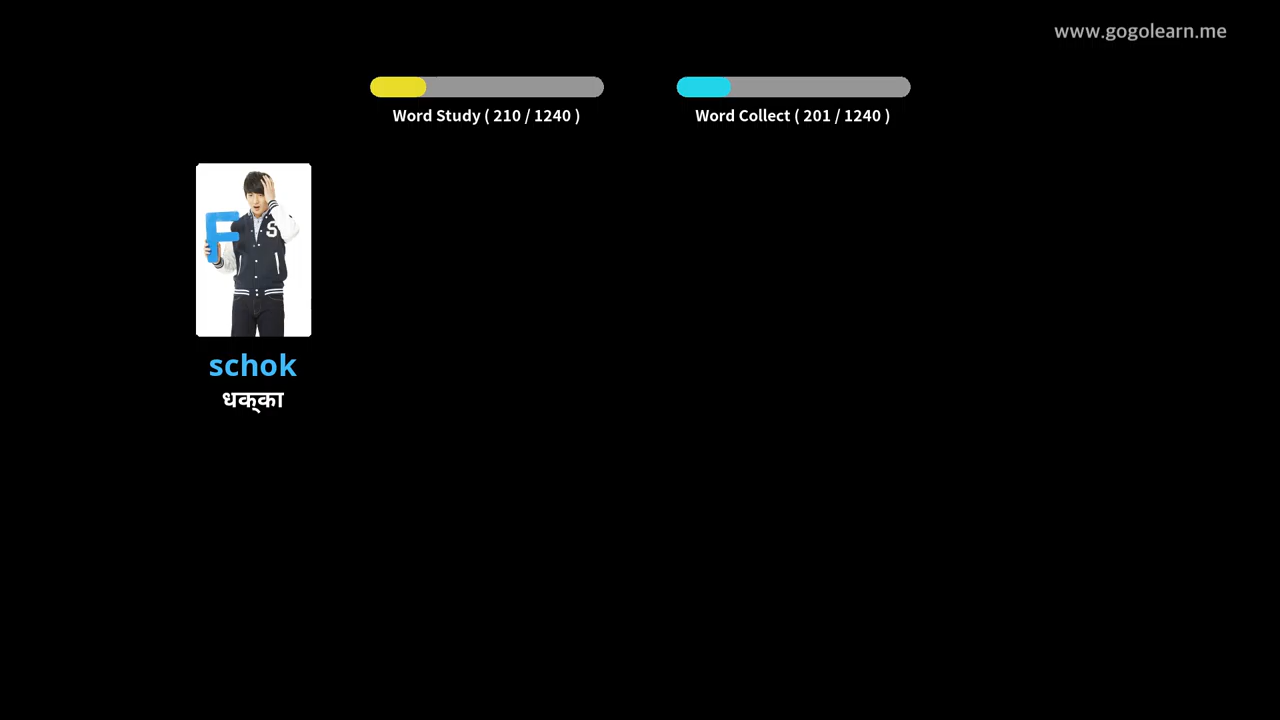 www.gogolearn.me
Word Study ( 210 / 1240 )
Word Collect ( 201 / 1240 )
F
S
schok
धक्‌का